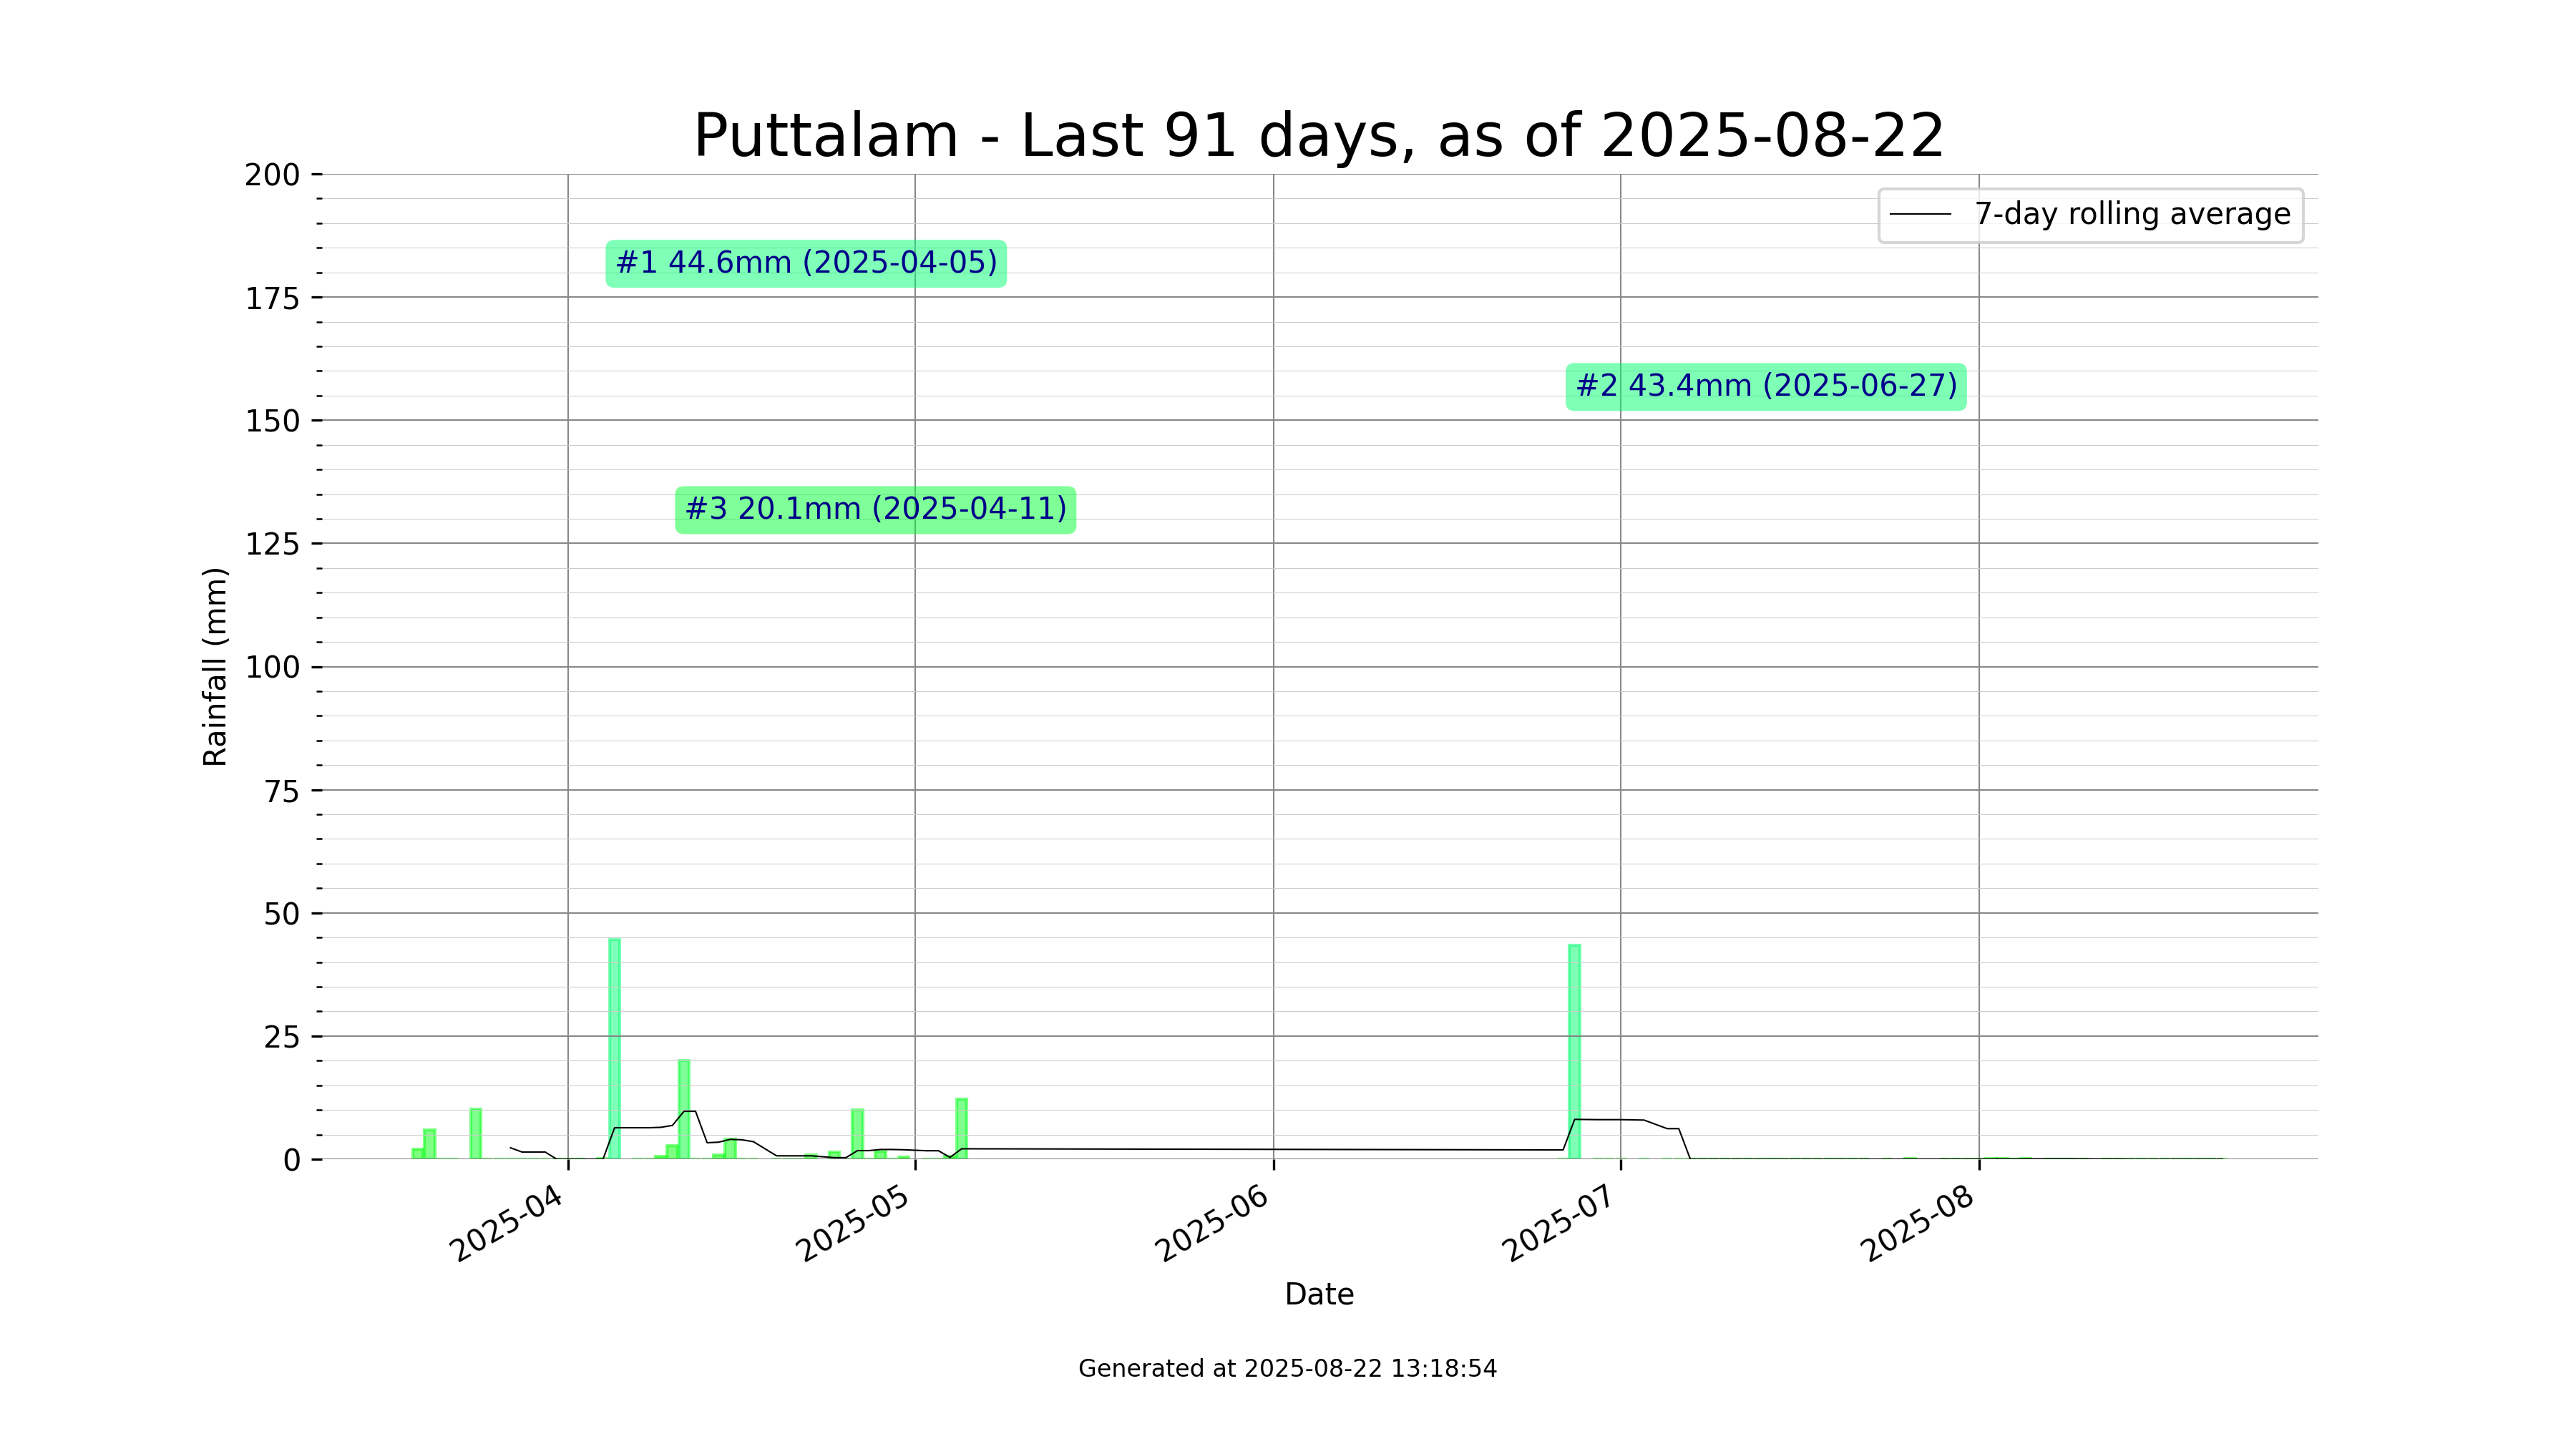 Puttalam - Last 91 days, as of 2025-08-22
7-day rolling average
#1 44.6mm (2025-04-05)
#2 43.4mm (2025-06-27)
#3 20.1mm (2025-04-11)
Rainfall (mm)
200
175
150
125
100
75
50
25
0
2025-04
2025-05
2025-06
2025-07
2025-08
Date
Generated at 2025-08-22 13:18:54